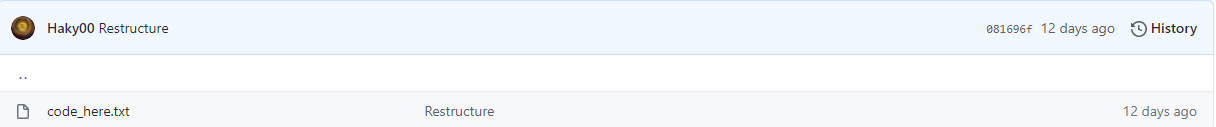 Haky00 Restructure 081696f 12 days ago History
..
code_here.txt Restructure 12 days ago